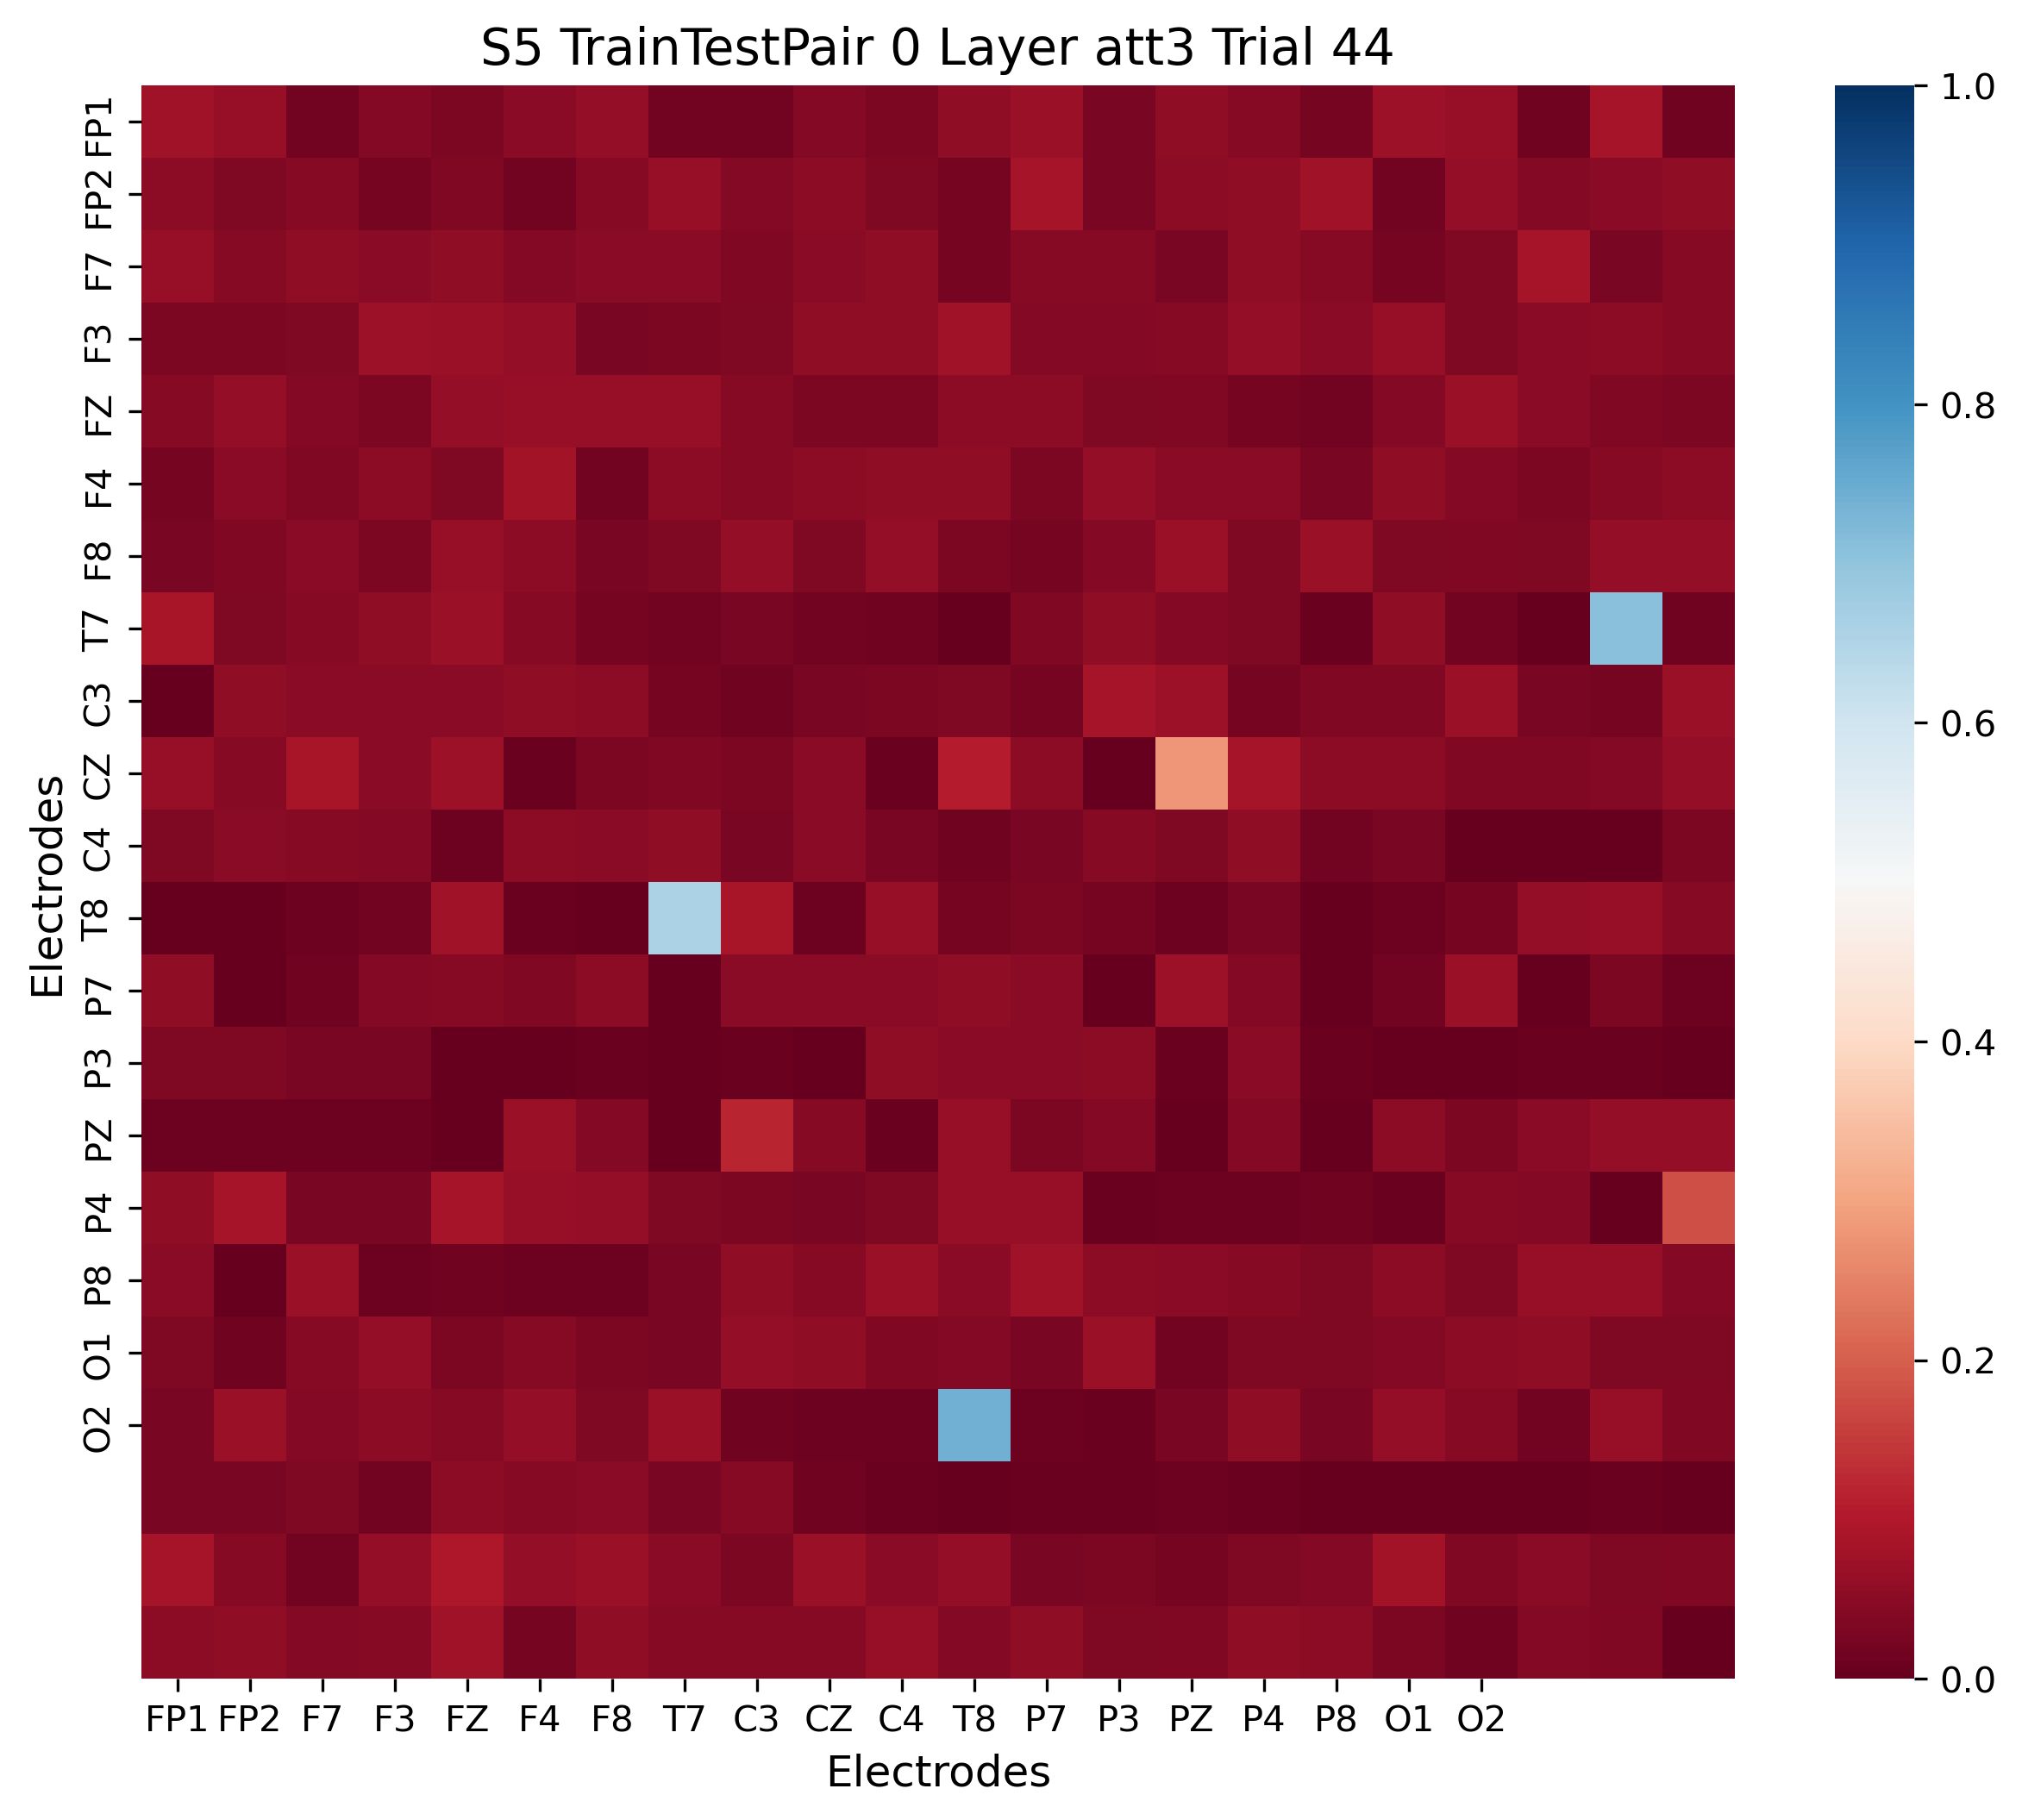 S5 TrainTestPair 0 Layer att3 Trial 44
Electrodes
FP1
FP2
F7
F3
FZ
F4
F8
T7
C3
CZ
C4
T8
P7
P3
PZ
P4
P8
O1
O2
FP1 FP2 F7 F3 FZ F4 F8 T7 C3 CZ C4 T8 P7 P3 PZ P4 P8 O1 O2
Electrodes
1.0
0.8
0.6
0.4
0.2
0.0